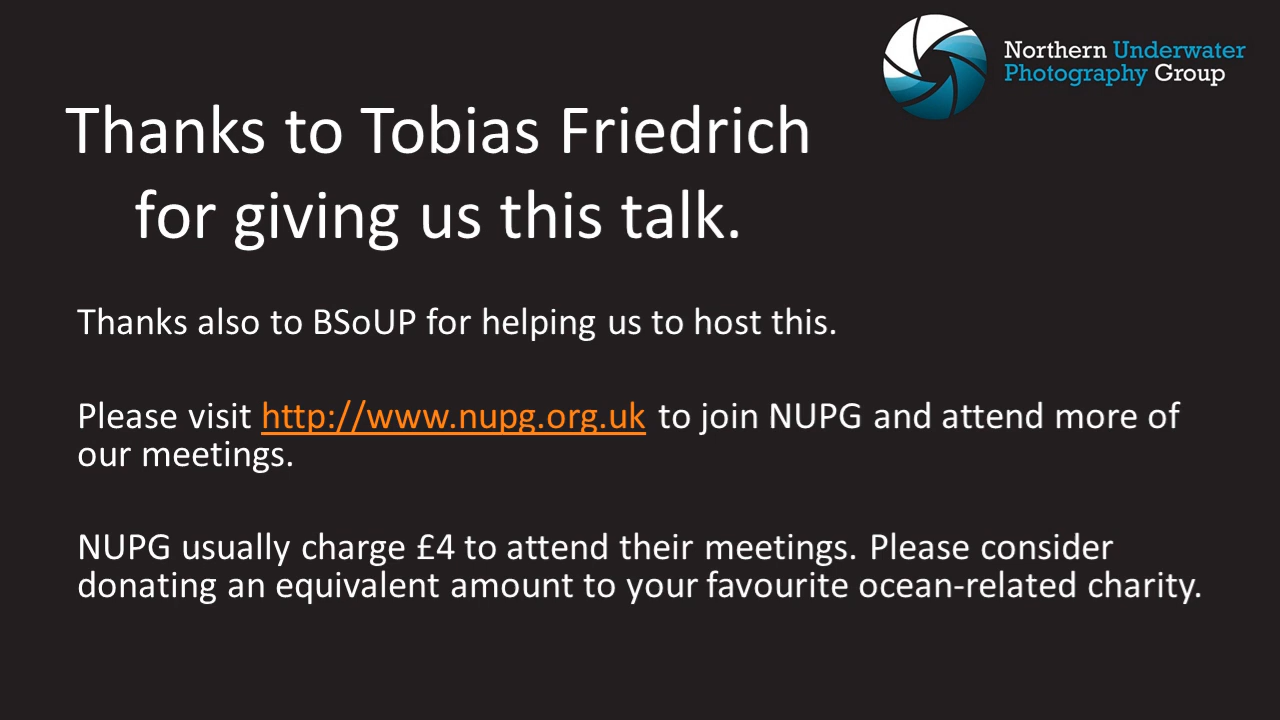 Northern Underwater
Photography Group
Thanks to Tobias Friedrich
for giving us this talk.
Thanks also to BSoUP for helping us to host this.
Please visit http://www.nupg.org.uk to join NUPG and attend more of
our meetings.
NUPG usually charge £4 to attend their meetings. Please consider
donating an equivalent amount to your favourite ocean-related charity.